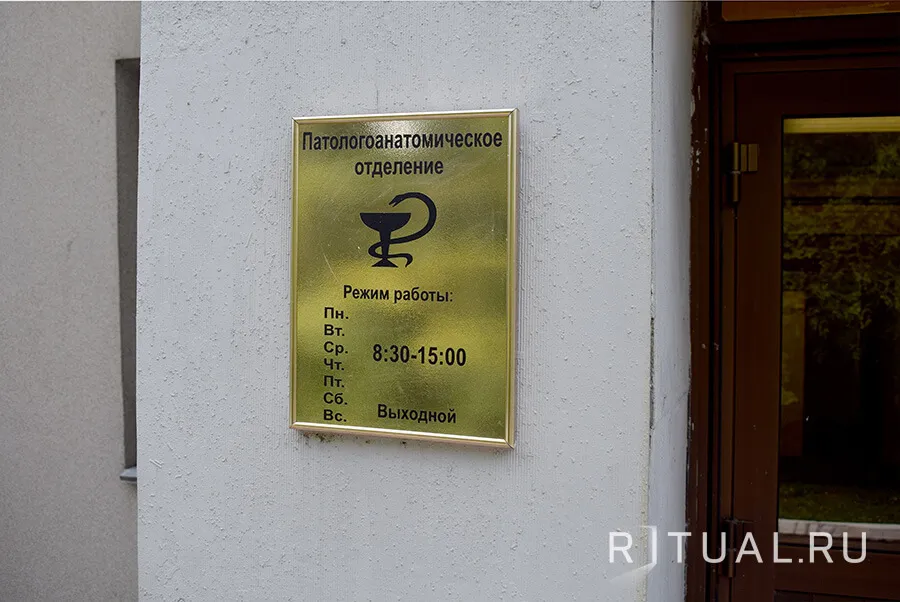 Патологоанатомическое
отделение
Режим работы:
Пн.
Вт.
Ср.
8:30-15:00
Чт.
Пт.
Сб.
Выходной
Вс.
RITUAL.RU